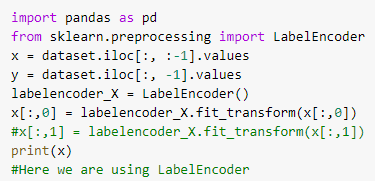 import pandas as pd
from sklearn.preprocessing import LabelEncoder
x = dataset.iloc[:, :-1].values
y = dataset.iloc[:, -1].values
labelencoder_X = LabelEncoder()
x[:,0] = labelencoder_X.fit_transform(x[:,0])
#x[:,1] = labelencoder_X.fit_transform(x[:,1])
print(x)
#Here we are using LabelEncoder